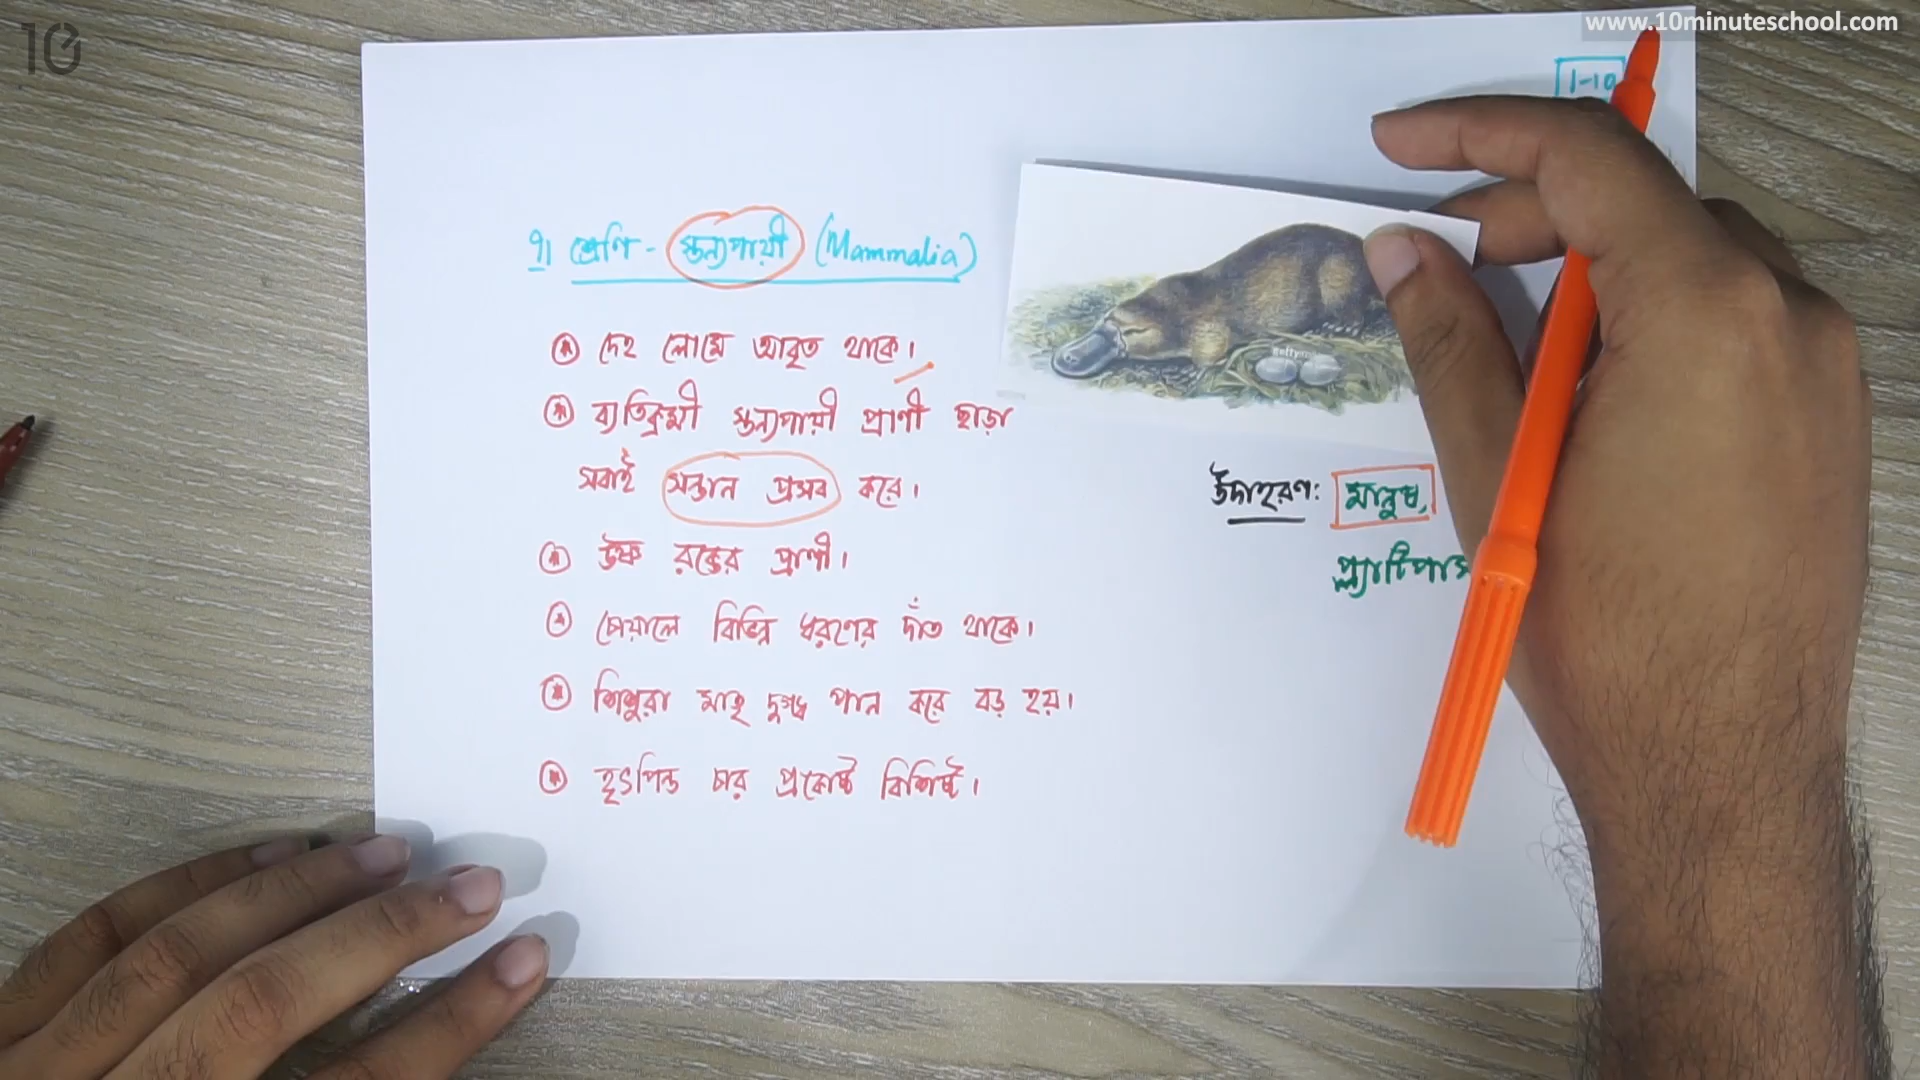 10
www.10minuteschool.com
1-10
৭। শ্রেণি - স্তন্যপায়ী (Mammalia)
দেহ লোমে আবৃত থাকে।
ব্যতিক্রমী স্তন্যপায়ী প্রাণী ছাড়া
সবাই সন্তান প্রসব করে।
উষ্ণ রক্তের প্রাণী।
চোয়ালে বিভিন্ন ধরণের দাঁত থাকে।
শিশুরা মাতৃ দুগ্ধ পান করে বড় হয়।
হৃৎপিন্ড চার প্রকোষ্ট বিশিষ্ট।
উদাহরণ: মানুষ,
প্ল্যাটিপাস